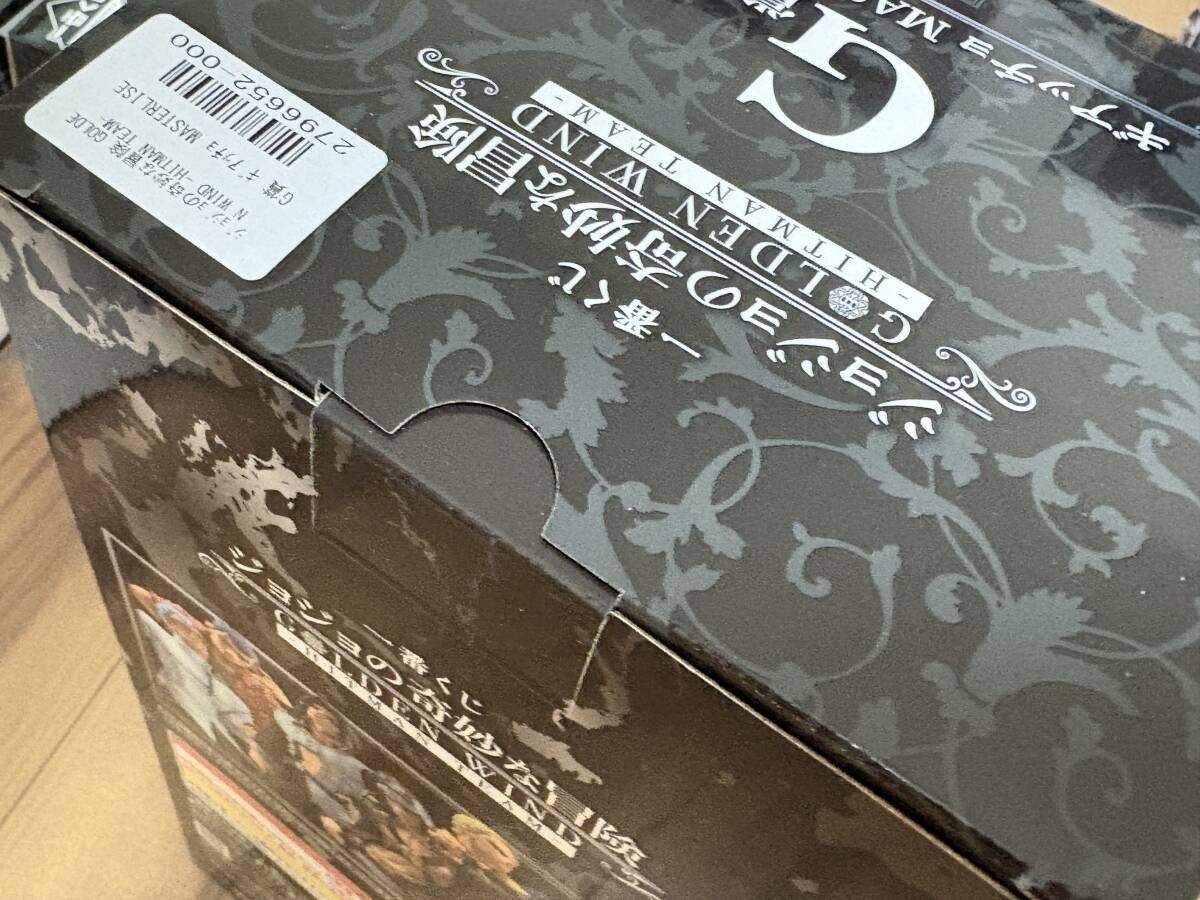 一番くじ
ジョジョの奇妙な冒険
GOLDEN WIND
-HITMAN TEAM-
G賞
ギアッチョ MA
ジョジョの奇妙な冒険 GOLDE
N WIND -HITMAN TEAM
G賞 ギアッチョ MASTERLISE
2796652-000
一番くじ
ジョジョの奇妙な冒険
GOLDEN WIND
HITMAN TEAM